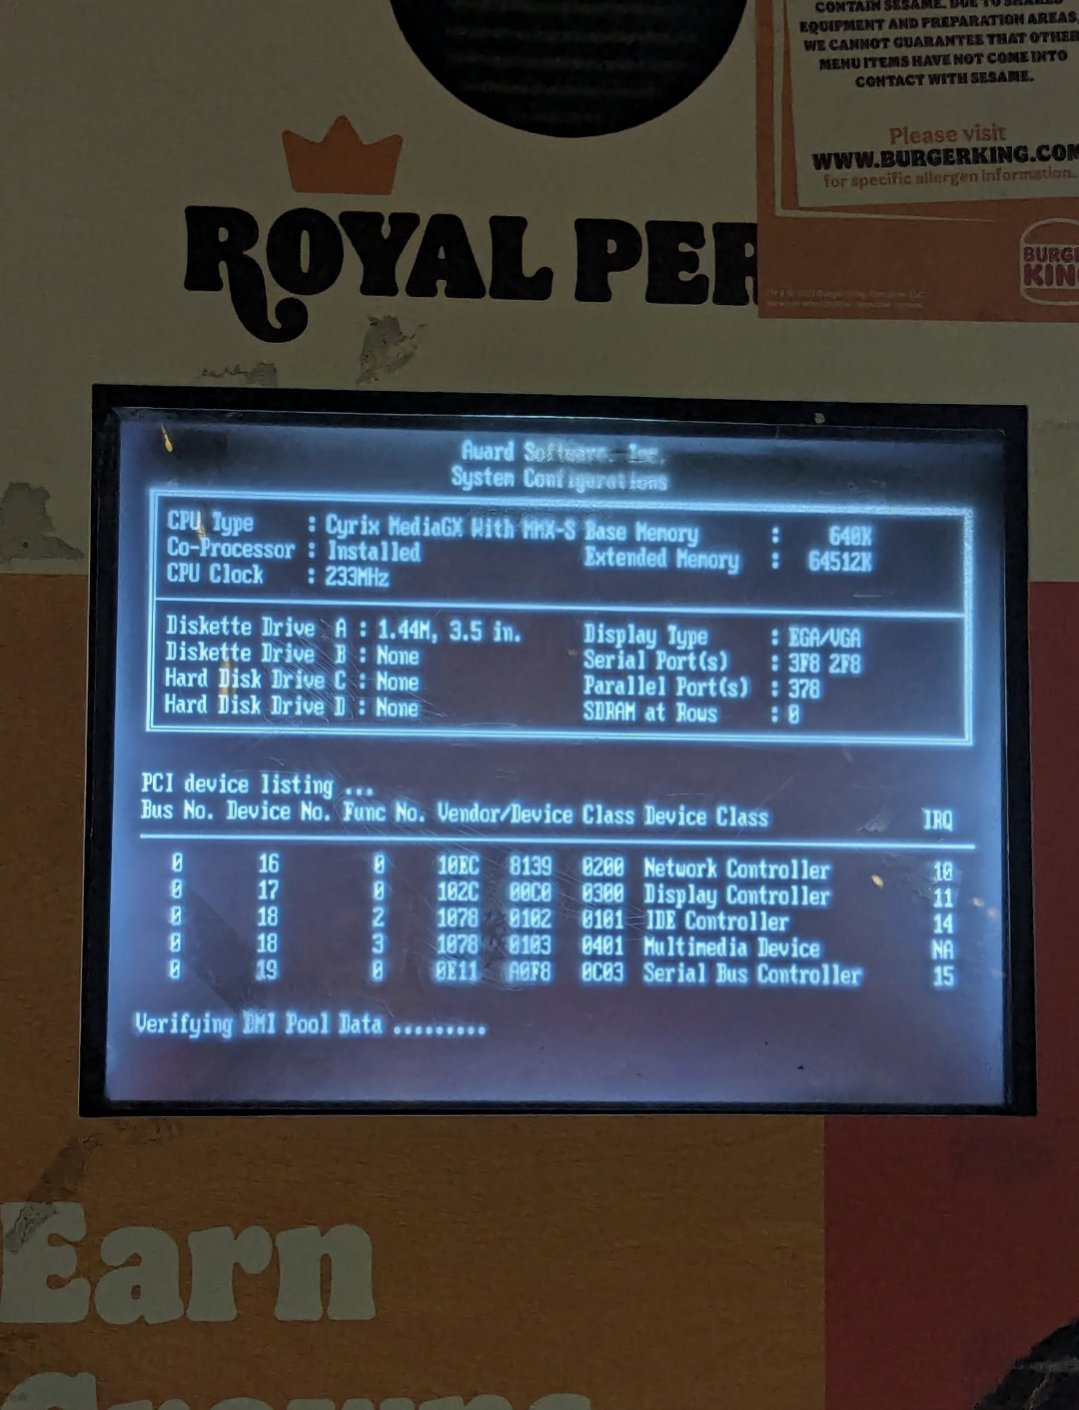 CONTAIN SESAME. DUE TO SHARED
EQUIPMENT AND PREPARATION AREAS,
WE CANNOT GUARANTEE THAT OTHER
MENU ITEMS HAVE NOT COME INTO
CONTACT WITH SESAME.
Please visit
WWW.BURGERKING.COM
for specific allergen information.
BURGE
KIN
ROYAL PER
Award Software, Inc.
System Configurations
CPU Type : Cyrix MediaGX With MMX-S Base Memory : 640K
Co-Processor : Installed Extended Memory : 64512K
CPU Clock : 233MHz
Diskette Drive A : 1.44M, 3.5 in. Display Type : EGA/VGA
Diskette Drive B : None Serial Port(s) : 3F8 2F8
Hard Disk Drive C : None Parallel Port(s) : 378
Hard Disk Drive D : None SDRAM at Rows : 0
PCI device listing ...
Bus No. Device No. Func No. Vendor/Device Class Device Class IRQ
0 16 0 10EC 8139 0200 Network Controller 10
0 17 0 102C 00C0 0300 Display Controller 11
0 18 2 1078 0102 0101 IDE Controller 14
0 18 3 1078 0103 0401 Multimedia Device NA
0 19 0 0E11 A0F8 0C03 Serial Bus Controller 15
Verifying DMI Pool Data .........
Earn
Crowns